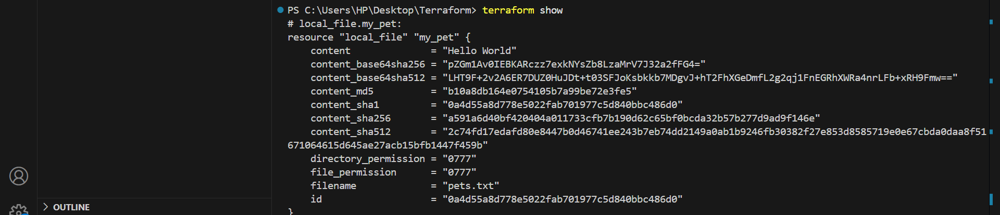 PS C:\Users\HP\Desktop\Terraform> terraform show
# local_file.my_pet:
resource "local_file" "my_pet" {
    content              = "Hello World"
    content_base64sha256 = "pZGm1Av0IEBKARczz7exkNYsZb8LzaMrV7J32a2fFG4="
    content_base64sha512 = "LHT9F+2v2A6ER7DUZ0HuJDt+t03SFJoKsbkkb7MDgvJ+hT2FhXGeDmfL2g2qj1FnEGRhXWRa4nrLFb+xRH9Fmw=="
    content_md5          = "b10a8db164e0754105b7a99be72e3fe5"
    content_sha1         = "0a4d55a8d778e5022fab701977c5d840bbc486d0"
    content_sha256       = "a591a6d40bf420404a011733cfb7b190d62c65bf0bcda32b57b277d9ad9f146e"
    content_sha512       = "2c74fd17edafd80e8447b0d46741ee243b7eb74dd2149a0ab1b9246fb30382f27e853d8585719e0e67cbda0daa8f51
671064615d645ae27acb15bfb1447f459b"
    directory_permission = "0777"
    file_permission      = "0777"
    filename             = "pets.txt"
    id                   = "0a4d55a8d778e5022fab701977c5d840bbc486d0"
}
OUTLINE